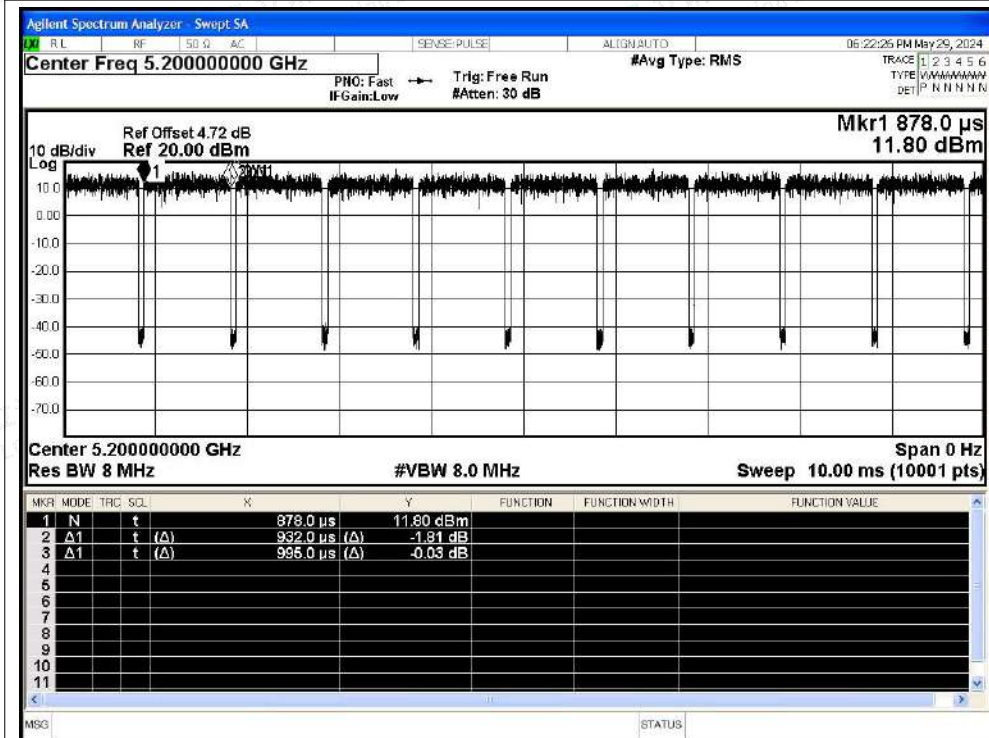 Agilent Spectrum Analyzer - Swept SA
LXI RL RF 50 Ω AC SENSE:PULSE ALIGNAUTO 06:22:26 PM May 29, 2024
Center Freq 5.200000000 GHz #Avg Type: RMS TRACE 1 2 3 4 5 6
PNO: Fast Trig: Free Run TYPE
IFGain:Low #Atten: 30 dB DET P N N N N N
Mkr1 878.0 µs
Ref Offset 4.72 dB
10 dB/div Ref 20.00 dBm 11.80 dBm
Log
1
10.0
0.00
-10.0
-20.0
-30.0
-40.0
-50.0
-60.0
-70.0
Center 5.200000000 GHz Span 0 Hz
Res BW 8 MHz #VBW 8.0 MHz Sweep 10.00 ms (10001 pts)
MKR MODE TRC SCL X Y FUNCTION FUNCTION WIDTH FUNCTION VALUE
1 N t 878.0 µs 11.80 dBm
2 Δ1 t (Δ) 932.0 µs (Δ) -1.81 dB
3 Δ1 t (Δ) 995.0 µs (Δ) -0.03 dB
4
5
6
7
8
9
10
11
MSG STATUS